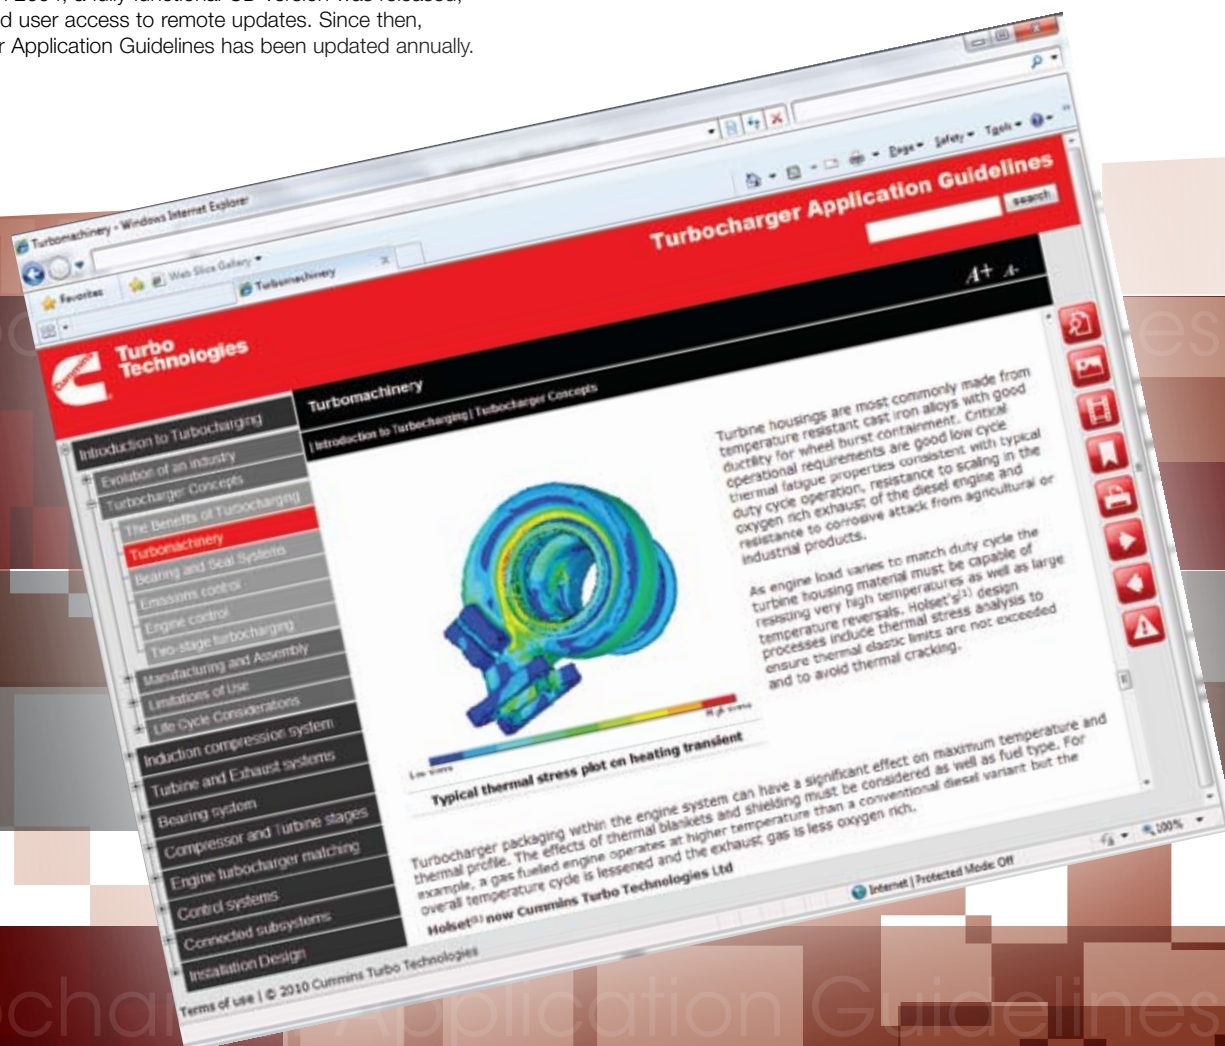 2004, a fully functional CD version was released,
d user access to remote updates. Since then,
r Application Guidelines has been updated annually.
Turbomachinery - Windows Internet Explorer
Favorites
Web Slice Gallery
Turbomachinery
Page
Safety
Tools
Turbocharger Application Guidelines
search
Cummins
Turbo
Technologies
A+ A-
Turbomachinery
| Introduction to Turbocharging | Turbocharger Concepts
Introduction to Turbocharging
Evolution of an industry
Turbocharger Concepts
The Benefits of Turbocharging
Turbomachinery
Bearing and Seal Systems
Emissions control
Engine control
Two-stage turbocharging
Manufacturing and Assembly
Limitations of Use
Life Cycle Considerations
Induction compression system
Turbine and Exhaust systems
Bearing system
Compressor and Turbine stages
Engine turbocharger matching
Control systems
Connected subsystems
Installation Design
Turbine housings are most commonly made from
temperature resistant cast iron alloys with good
ductility for wheel burst containment. Critical
operational requirements are good low cycle
thermal fatigue properties consistent with typical
duty cycle operation, resistance to scaling in the
oxygen rich exhaust of the diesel engine and
resistance to corrosive attack from agricultural or
industrial products.
As engine load varies to match duty cycle the
turbine housing material must be capable of
resisting very high temperatures as well as large
temperature reversals. Holset's(1) design
processes include thermal stress analysis to
ensure thermal elastic limits are not exceeded
and to avoid thermal cracking.
Low stress
High stress
Typical thermal stress plot on heating transient
Turbocharger packaging within the engine system can have a significant effect on maximum temperature and
thermal profile. The effects of thermal blankets and shielding must be considered as well as fuel type. For
example, a gas fueled engine operates at higher temperature than a conventional diesel variant but the
overall temperature cycle is lessened and the exhaust gas is less oxygen rich.
Holset(1) now Cummins Turbo Technologies Ltd
Terms of use | © 2010 Cummins Turbo Technologies
Internet | Protected Mode: Off
100%
es
ocha
Application Guidelines